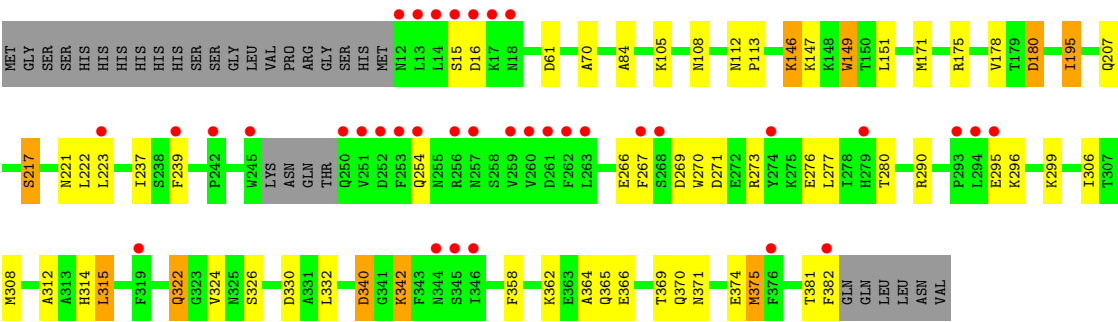 MET GLY SER SER HIS HIS HIS HIS HIS HIS SER SER GLY LEU VAL PRO ARG GLY SER HIS MET N12 L13 L14 S15 D16 K17 N18 D61 A70 A84 K105 N108 N112 P113 K146 K147 K148 W149 T150 L151 M171 R175 V178 T179 D180 I195 Q207
S217 N221 L222 L223 I237 S238 F239 P242 W245 LYS ASN GLN THR Q250 V251 D252 F253 Q254 N255 R256 N257 S258 V259 V260 D261 F262 L263 E266 F267 S268 D269 W270 D271 E272 R273 Y274 K275 E276 L277 I278 H279 T280 R290 P293 L294 E295 K296 K299 I306 T307
M308 A312 A313 H314 L315 F319 Q322 G323 V324 N325 S326 D330 A331 L332 D340 G341 K342 F343 N344 S345 I346 F358 K362 E363 A364 Q365 E366 T369 Q370 N371 E374 M375 F376 T381 F382 GLN GLN LEU LEU ASN VAL